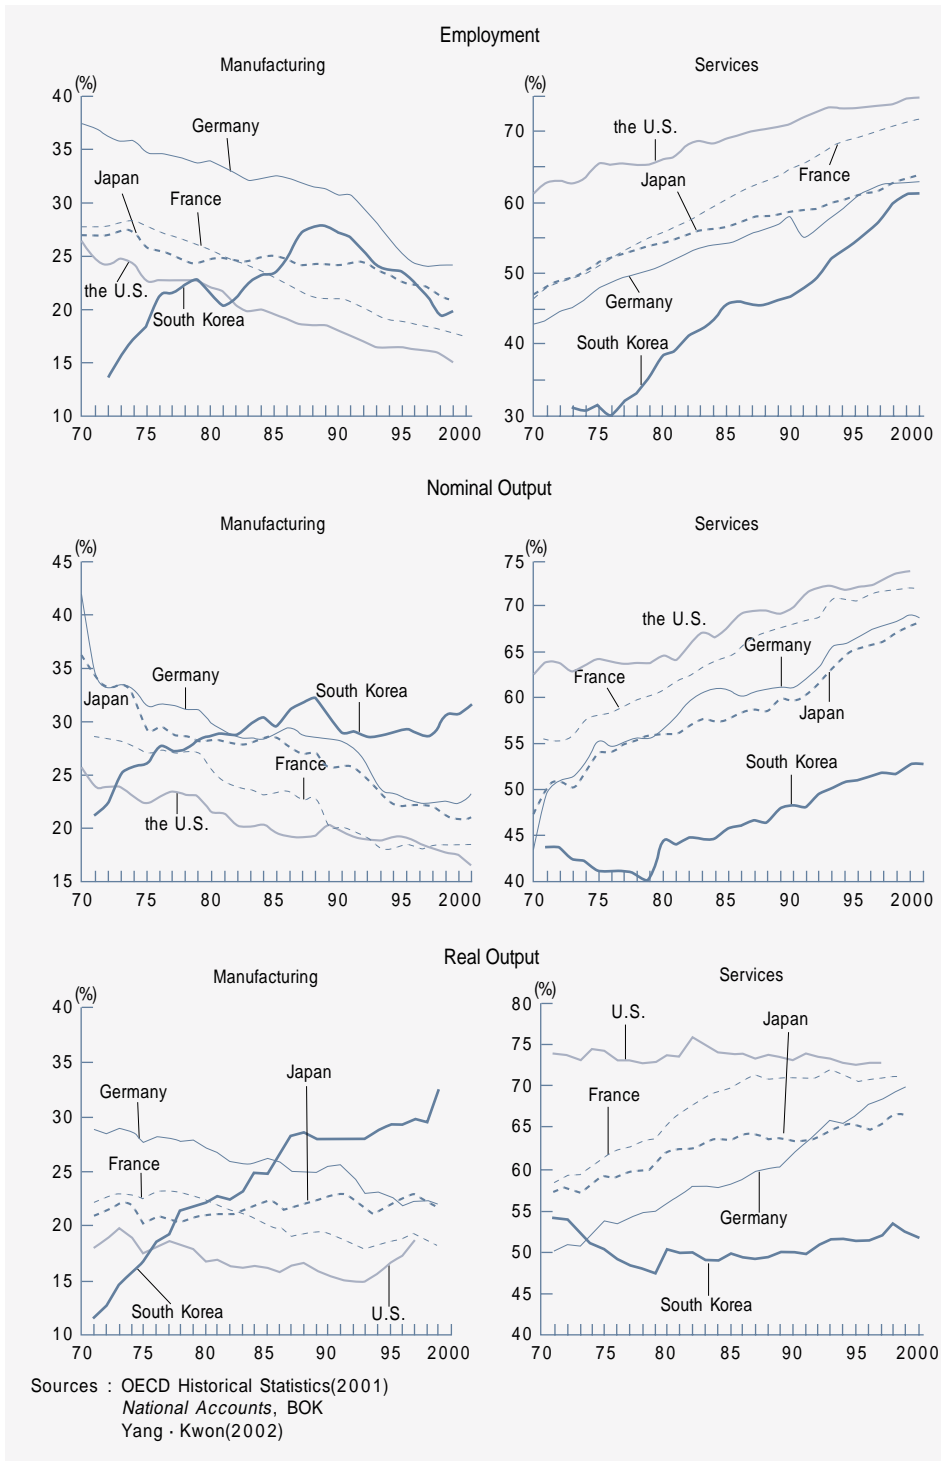 Employment
Manufacturing
(%)
40
35
30
25
20
15
10
Germany
Japan
France
the U.S.
South Korea
70 75 80 85 90 95 2000
Services
(%)
70
60
50
40
30
the U.S.
Japan
France
Germany
South Korea
70 75 80 85 90 95 2000
Nominal Output
Manufacturing
(%)
45
40
35
30
25
20
15
Germany
Japan
South Korea
France
the U.S.
70 75 80 85 90 95 2000
Services
(%)
75
70
65
60
55
50
45
40
the U.S.
Germany
France
Japan
South Korea
70 75 80 85 90 95 2000
Real Output
Manufacturing
(%)
40
35
30
25
20
15
10
Japan
Germany
France
South Korea
U.S.
70 75 80 85 90 95 2000
Services
(%)
80
75
70
65
60
55
50
45
40
U.S.
Japan
France
Germany
South Korea
70 75 80 85 90 95 2000
Sources : OECD Historical Statistics(2001)
National Accounts, BOK
Yang · Kwon(2002)